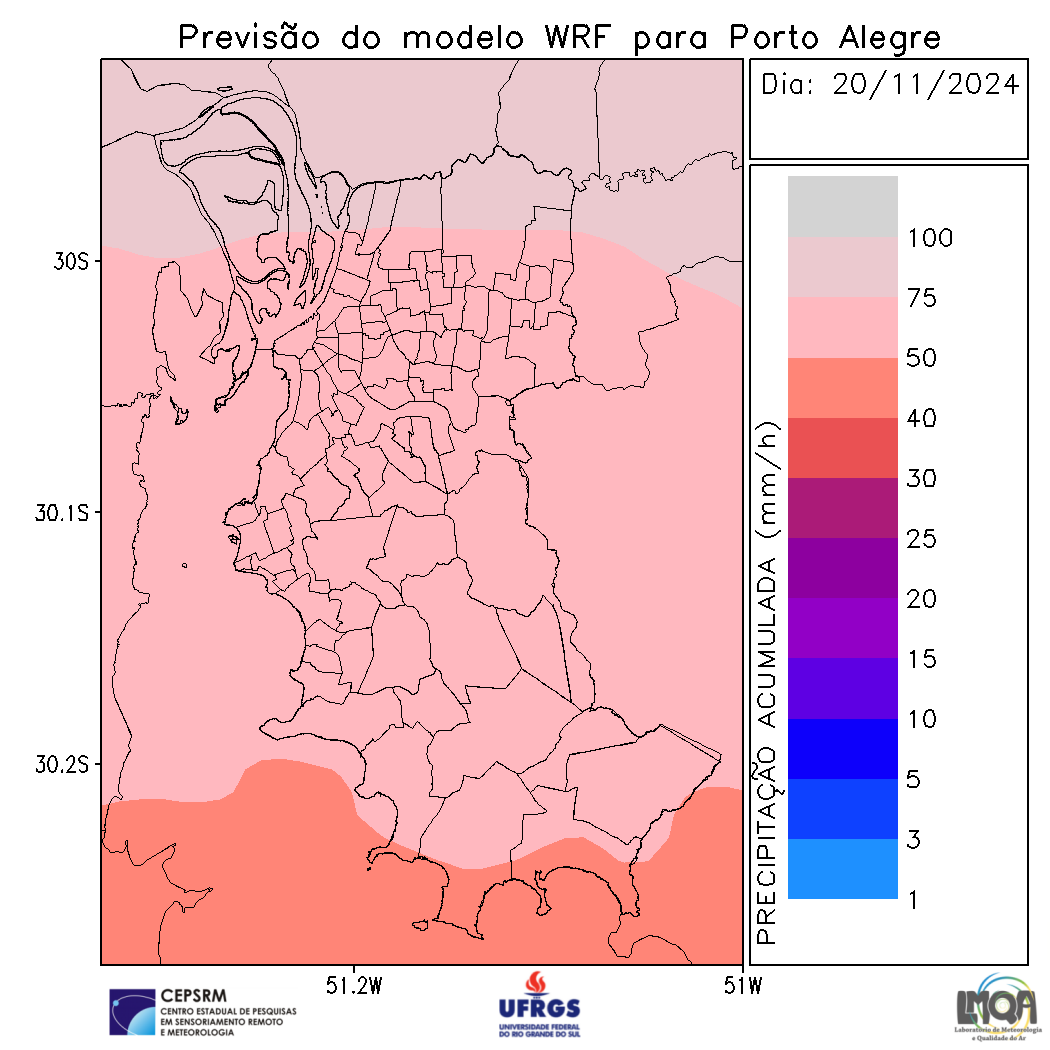 Previsão do modelo WRF para Porto Alegre
Dia: 20/11/2024
30S
30.1S
30.2S
51.2W
51W
PRECIPITAÇÃO ACUMULADA (mm/h)
100
75
50
40
30
25
20
15
10
5
3
1
CEPSRM
CENTRO ESTADUAL DE PESQUISAS
EM SENSORIAMENTO REMOTO
E METEOROLOGIA
UFRGS
UNIVERSIDADE FEDERAL
DO RIO GRANDE DO SUL
LMQA
Laboratório de Meteorologia
e Qualidade do Ar